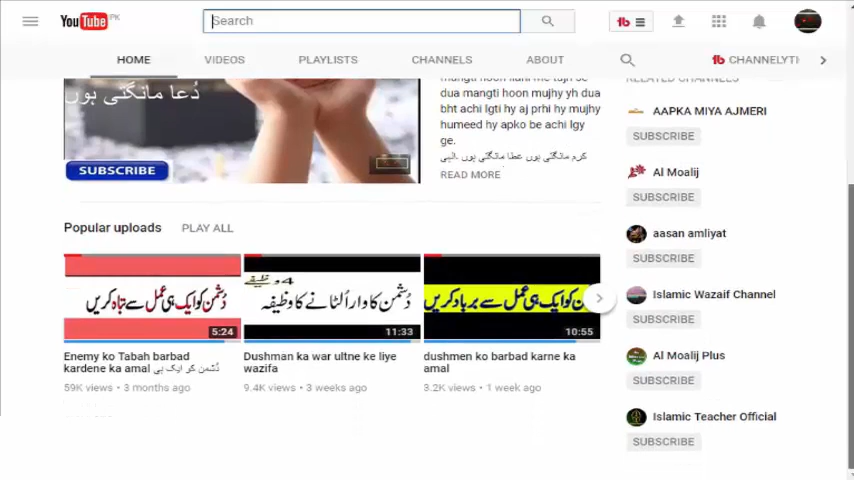 YouTube PK
Search
HOME
VIDEOS
PLAYLISTS
CHANNELS
ABOUT
CHANNELYTI
دُعا مانگتی ہوں
SUBSCRIBE
mangti hoon ilahi we tujh se
dua mangti hoon mujhy yh dua
bht achi lgti hy aj prhi hy mujhy
humeed hy apko be achi lgy
ge.
کرم مانگتی ہوں عطا مانگتی ہوں .الہی
READ MORE
RELATED CHANNELS
AAPKA MIYA AJMERI
SUBSCRIBE
Al Moalij
SUBSCRIBE
aasan amliyat
SUBSCRIBE
Islamic Wazaif Channel
SUBSCRIBE
Al Moalij Plus
SUBSCRIBE
Islamic Teacher Official
SUBSCRIBE
Popular uploads
PLAY ALL
دُشمن کو ایک ہی عمل سے تباہ کریں
5:24
4 وظیفے
دُشمن کا وار اُلٹانے کا وظیفہ
11:33
ن کو ایک ہی عمل سے برباد کریں
10:55
Enemy ko Tabah barbad
kardene ka amal دُشمن کو ایک ہی
59K views • 3 months ago
Dushman ka war ultne ke liye
wazifa
9.4K views • 3 weeks ago
dushmen ko barbad karne ka
amal
3.2K views • 1 week ago